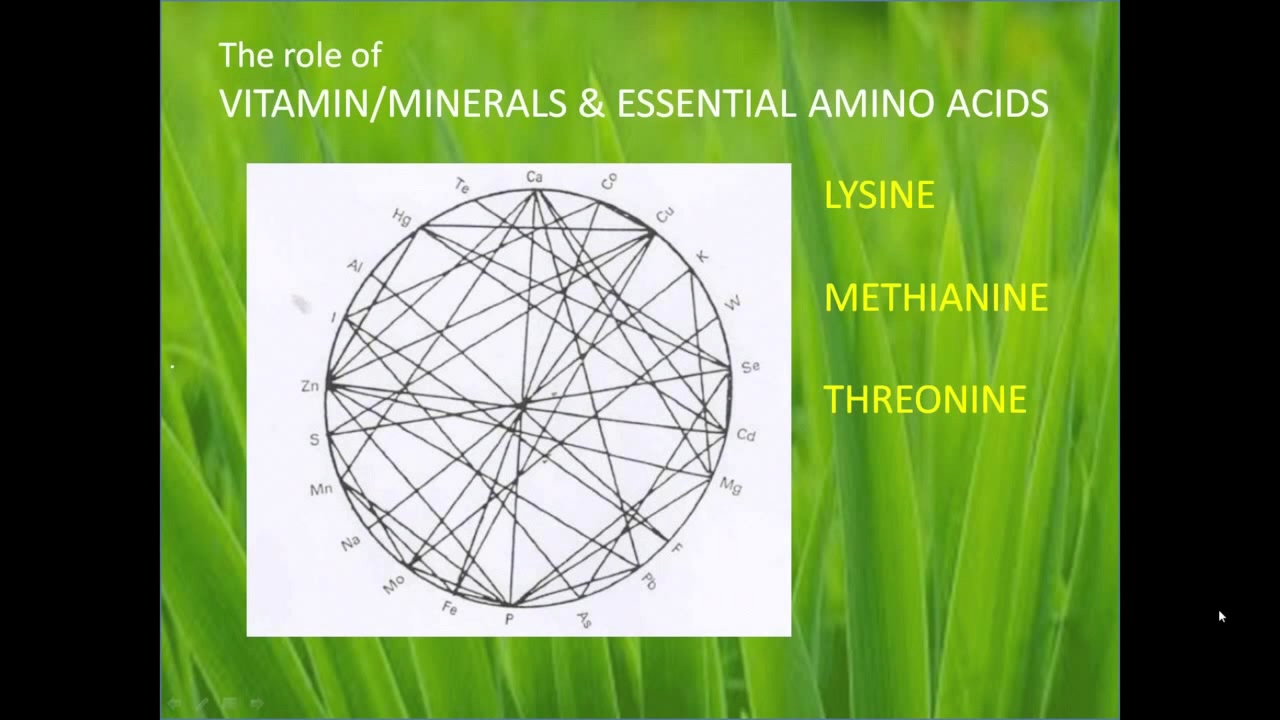 The role of
VITAMIN/MINERALS & ESSENTIAL AMINO ACIDS
Ca
Co
Cu
K
W
Se
Cd
Mg
F
Pb
As
P
Fe
Mo
Na
Mn
S
Zn
I
Al
Hg
Te
LYSINE
METHIANINE
THREONINE